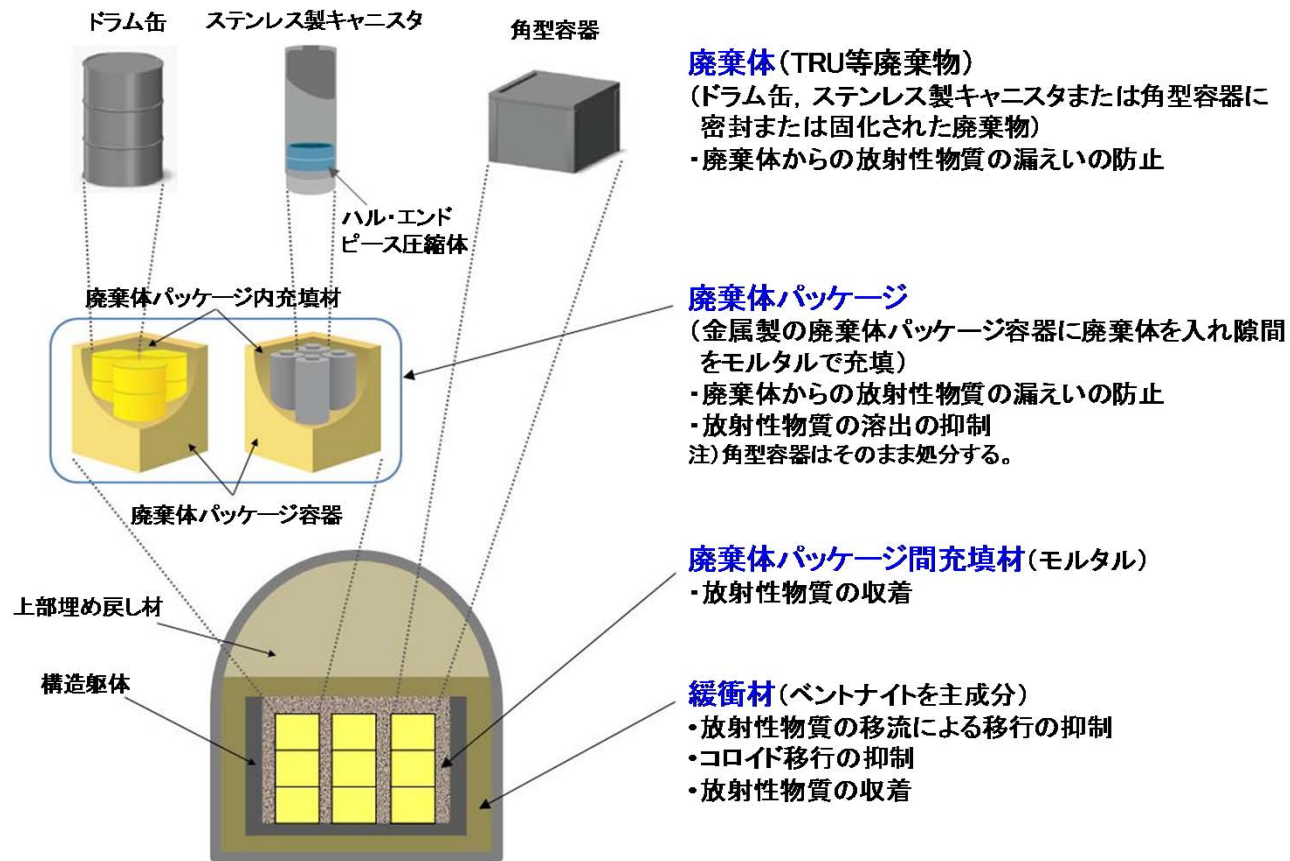 ドラム缶
ステンレス製キャニスタ
角型容器
ハル・エンド
ピース圧縮体
廃棄体パッケージ内充填材
廃棄体パッケージ容器
上部埋め戻し材
構造躯体
廃棄体(TRU等廃棄物)
(ドラム缶, ステンレス製キャニスタまたは角型容器に
密封または固化された廃棄物)
・廃棄体からの放射性物質の漏えいの防止
廃棄体パッケージ
(金属製の廃棄体パッケージ容器に廃棄体を入れ隙間
をモルタルで充填)
・廃棄体からの放射性物質の漏えいの防止
・放射性物質の溶出の抑制
注)角型容器はそのまま処分する。
廃棄体パッケージ間充填材(モルタル)
・放射性物質の収着
緩衝材(ベントナイトを主成分)
・放射性物質の移流による移行の抑制
・コロイド移行の抑制
・放射性物質の収着